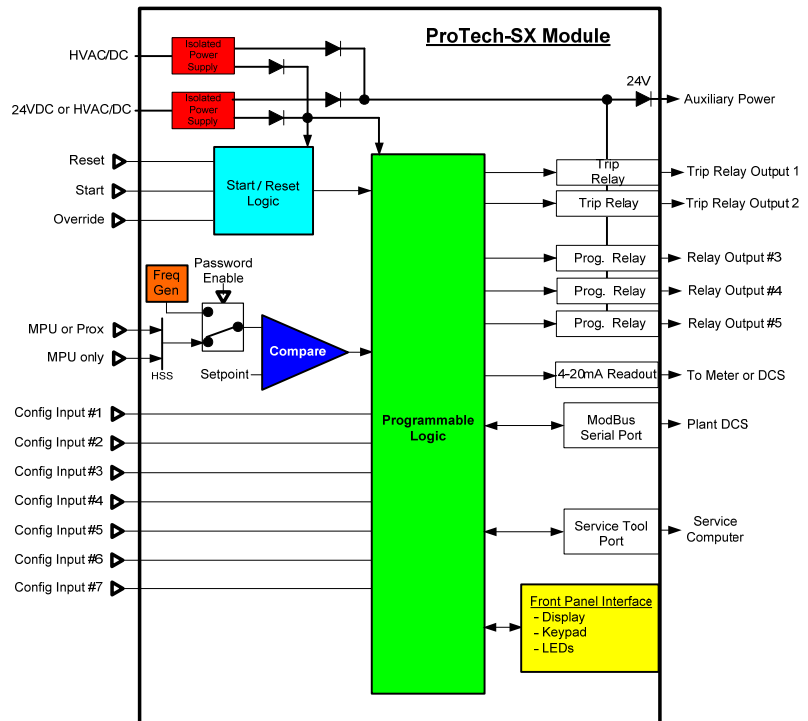 ProTech-SX Module
HVAC/DC
Isolated
Power
Supply
24VDC or HVAC/DC
Isolated
Power
Supply
24V
Auxiliary Power
Reset
Start
Override
Start / Reset
Logic
Trip
Relay
Trip Relay Output 1
Trip Relay
Trip Relay Output 2
Prog. Relay
Relay Output #3
Prog. Relay
Relay Output #4
Prog. Relay
Relay Output #5
Password
Enable
Freq
Gen
MPU or Prox
MPU only
HSS
Compare
Setpoint
4-20mA Readout
To Meter or DCS
Config Input #1
Config Input #2
Config Input #3
Config Input #4
Config Input #5
Config Input #6
Config Input #7
Programmable
Logic
ModBus
Serial Port
Plant DCS
Service Tool
Port
Service
Computer
Front Panel Interface
- Display
- Keypad
- LEDs